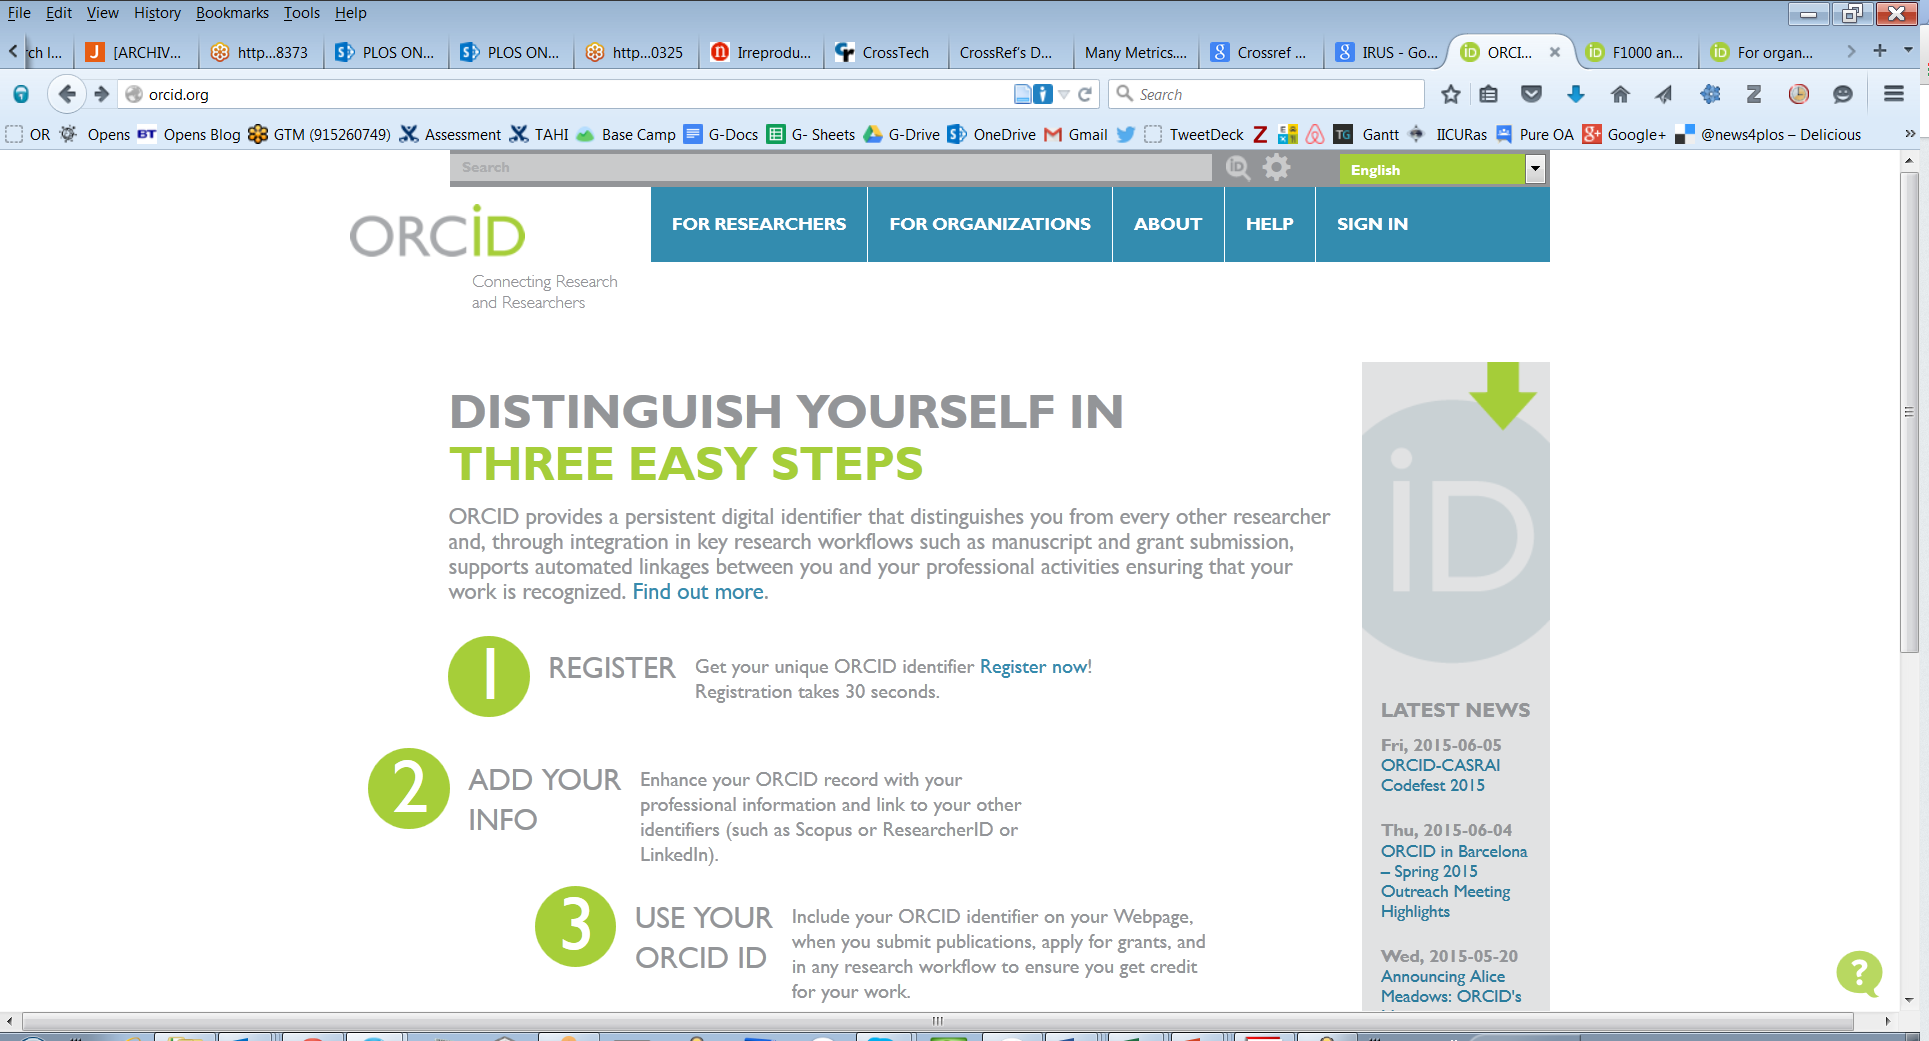 File Edit View History Bookmarks Tools Help
ch I... [ARCHIV... http...8373 PLOS ON... PLOS ON... http...0325 Irreprodu... CrossTech CrossRef's D... Many Metrics.... Crossref ... IRUS - Go... ORCI... F1000 an... For organ...
orcid.org Search
OR Opens Opens Blog GTM (915260749) Assessment TAHI Base Camp G-Docs G- Sheets G-Drive OneDrive Gmail TweetDeck Gantt IICURas Pure OA Google+ @news4plos – Delicious
Search iD English
ORCiD
Connecting Research
and Researchers
FOR RESEARCHERS FOR ORGANIZATIONS ABOUT HELP SIGN IN
DISTINGUISH YOURSELF IN
THREE EASY STEPS
ORCID provides a persistent digital identifier that distinguishes you from every other researcher
and, through integration in key research workflows such as manuscript and grant submission,
supports automated linkages between you and your professional activities ensuring that your
work is recognized. Find out more.
1 REGISTER Get your unique ORCID identifier Register now!
Registration takes 30 seconds.
2 ADD YOUR
INFO
Enhance your ORCID record with your
professional information and link to your other
identifiers (such as Scopus or ResearcherID or
LinkedIn).
3 USE YOUR
ORCID ID
Include your ORCID identifier on your Webpage,
when you submit publications, apply for grants, and
in any research workflow to ensure you get credit
for your work.
iD
LATEST NEWS
Fri, 2015-06-05
ORCID-CASRAI
Codefest 2015
Thu, 2015-06-04
ORCID in Barcelona
– Spring 2015
Outreach Meeting
Highlights
Wed, 2015-05-20
Announcing Alice
Meadows: ORCID's
?